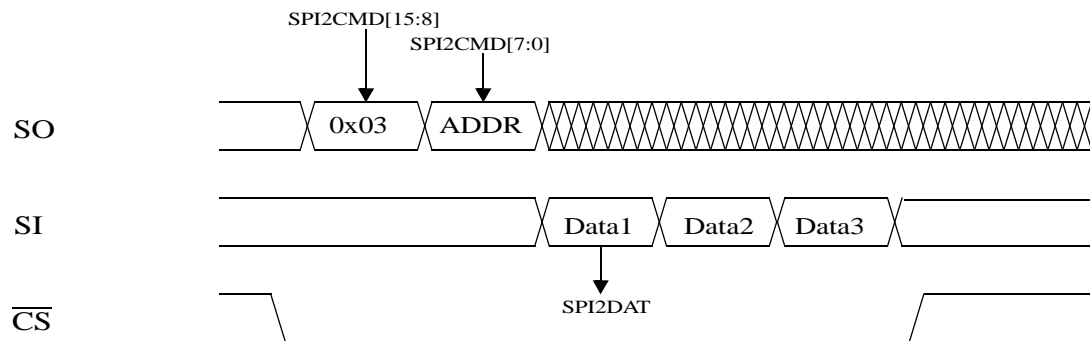 SPI2CMD[15:8]
SPI2CMD[7:0]
SO 0x03 ADDR
SI Data1 Data2 Data3
SPI2DAT
CS